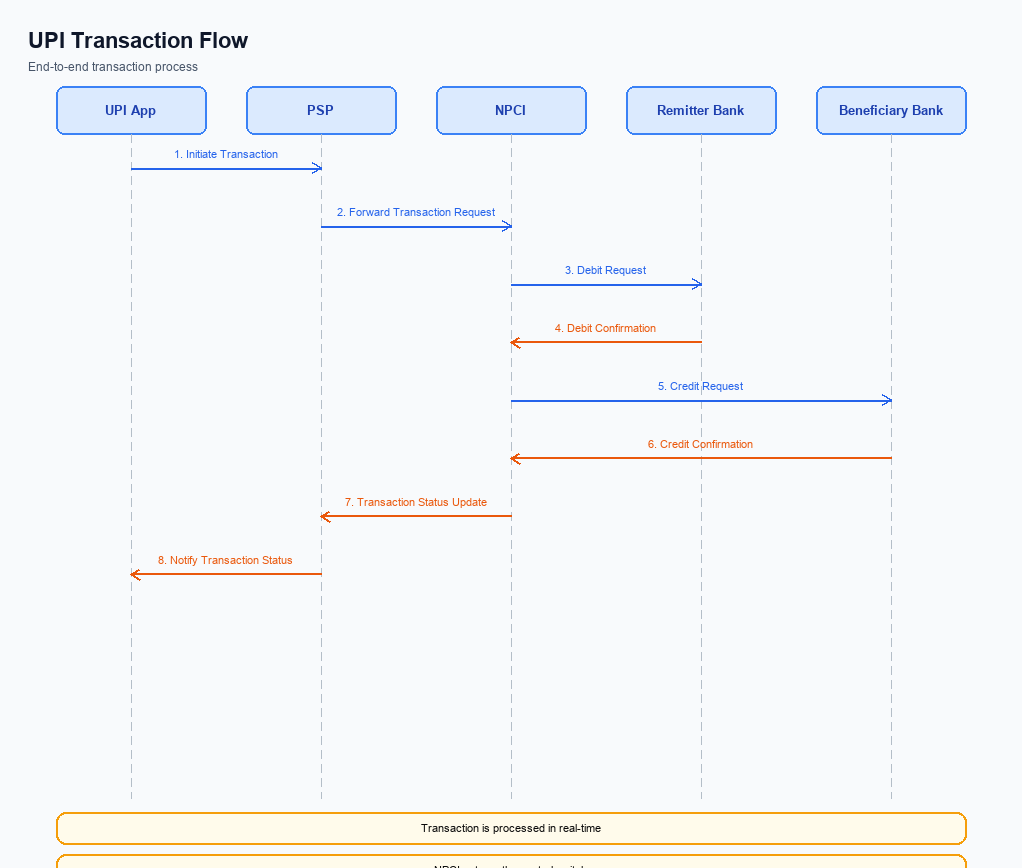 UPI Transaction Flow
End-to-end transaction process
UPI App
PSP
NPCI
Remitter Bank
Beneficiary Bank
1. Initiate Transaction
2. Forward Transaction Request
3. Debit Request
4. Debit Confirmation
5. Credit Request
6. Credit Confirmation
7. Transaction Status Update
8. Notify Transaction Status
Transaction is processed in real-time
NPCI